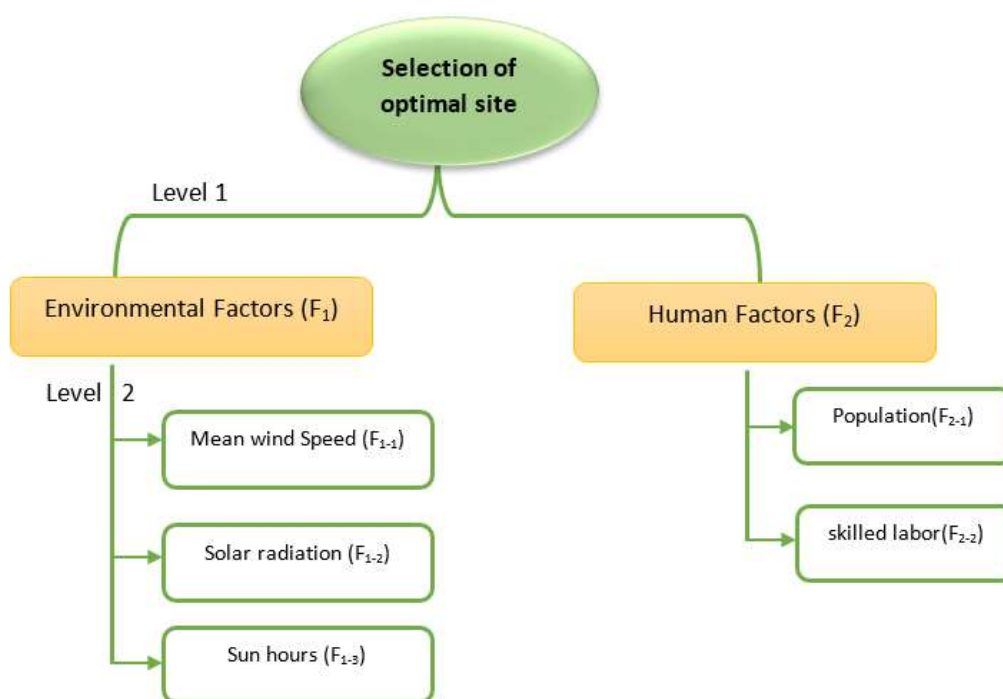 Selection of
optimal site
Level 1
Environmental Factors (F₁)
Human Factors (F₂)
Level 2
Mean wind Speed (F₁₋₁)
Solar radiation (F₁₋₂)
Sun hours (F₁₋₃)
Population(F₂₋₁)
skilled labor(F₂₋₂)